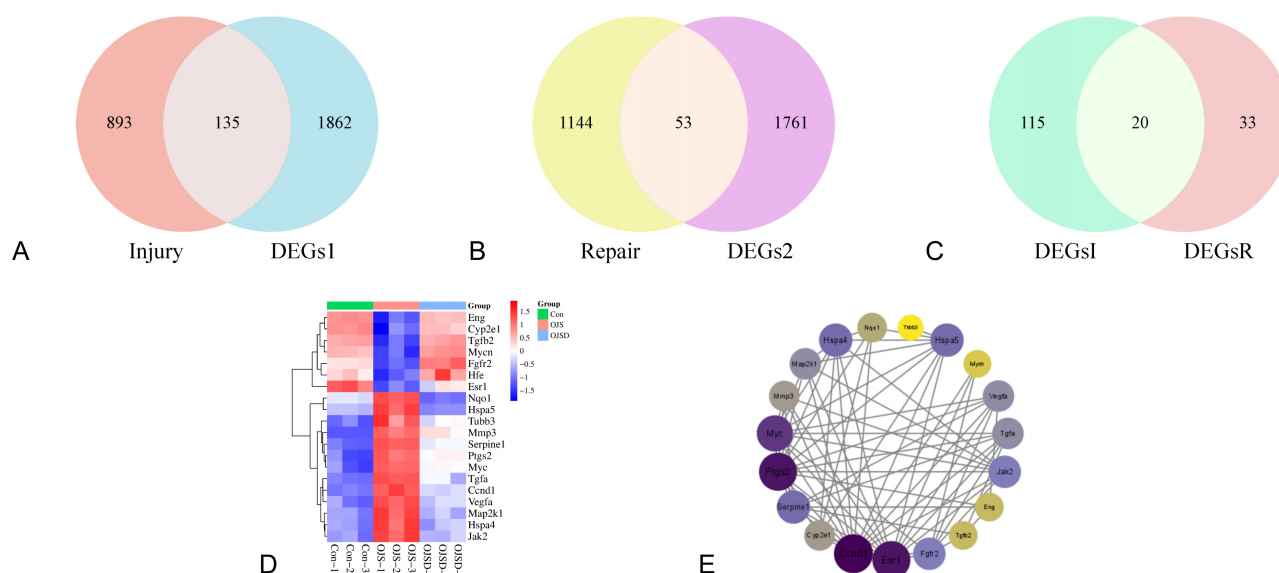 893 135 1862
1144 53 1761
115 20 33
A Injury DEGs1
B Repair DEGs2
C DEGsI DEGsR
Group
Eng
Cyp2e1
Tgfb2
Mycn
Fgfr2
Hfe
Esr1
Nqo1
Hspa5
Tubb3
Mmp3
Serpine1
Ptgs2
Myc
Tgfa
Ccnd1
Vegfa
Map2k1
Hspa4
Jak2
Con-1
Con-2
Con-3
OJS-1
OJS-2
OJS-3
OJSD-
OJSD-
OJSD-
1.5
1
0.5
0
−0.5
−1
−1.5
Group
Con
OJS
OJSD
D
Nqo1
Tubb3
Hspa4
Hspa5
Map2k1
Mycn
Mmp3
Vegfa
Myc
Tgfa
Ptgs2
Jak2
Serpine1
Eng
Cyp2e1
Tgfb2
Ccnd1
Esr1
Fgfr2
E